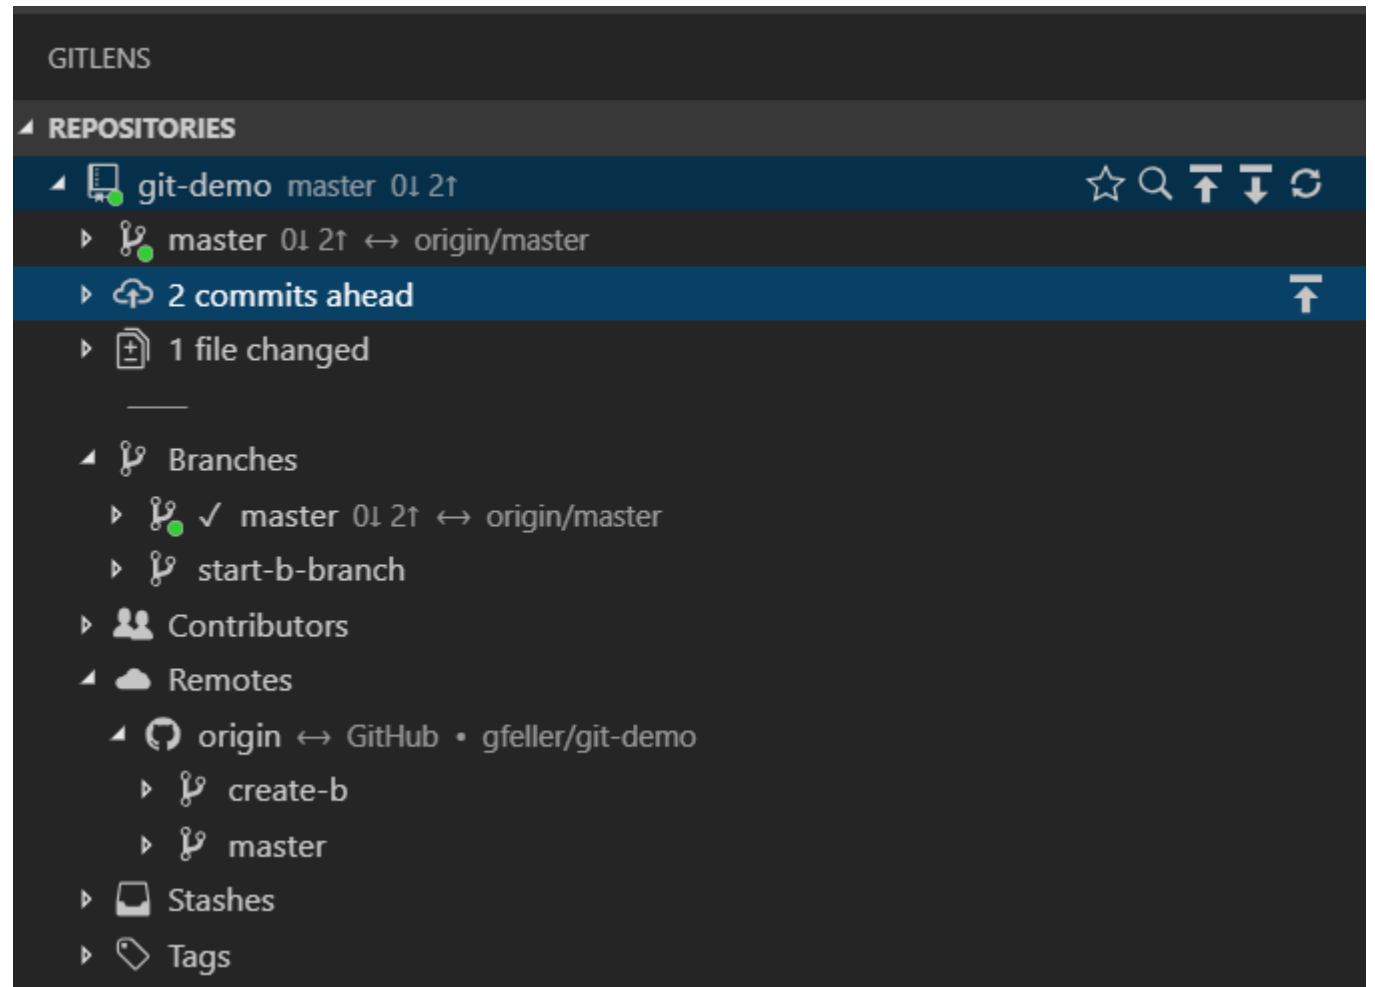 GITLENS
REPOSITORIES
git-demo master 0↓ 2↑
master 0↓ 2↑ ↔ origin/master
2 commits ahead
1 file changed
Branches
✓ master 0↓ 2↑ ↔ origin/master
start-b-branch
Contributors
Remotes
origin ↔ GitHub • gfeller/git-demo
create-b
master
Stashes
Tags